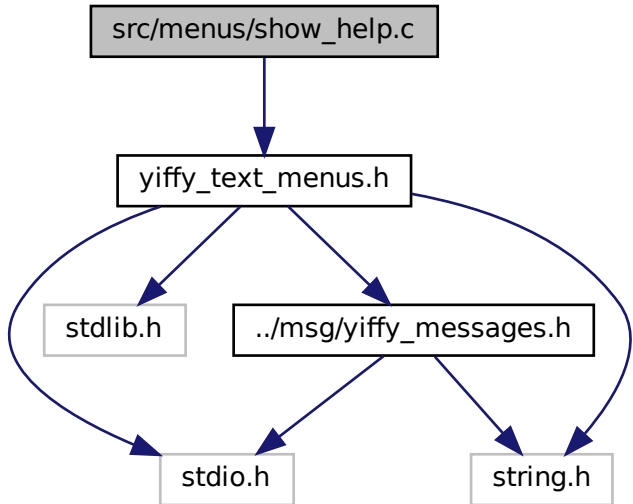 src/menus/show_help.c
yiffy_text_menus.h
stdlib.h
../msg/yiffy_messages.h
stdio.h
string.h